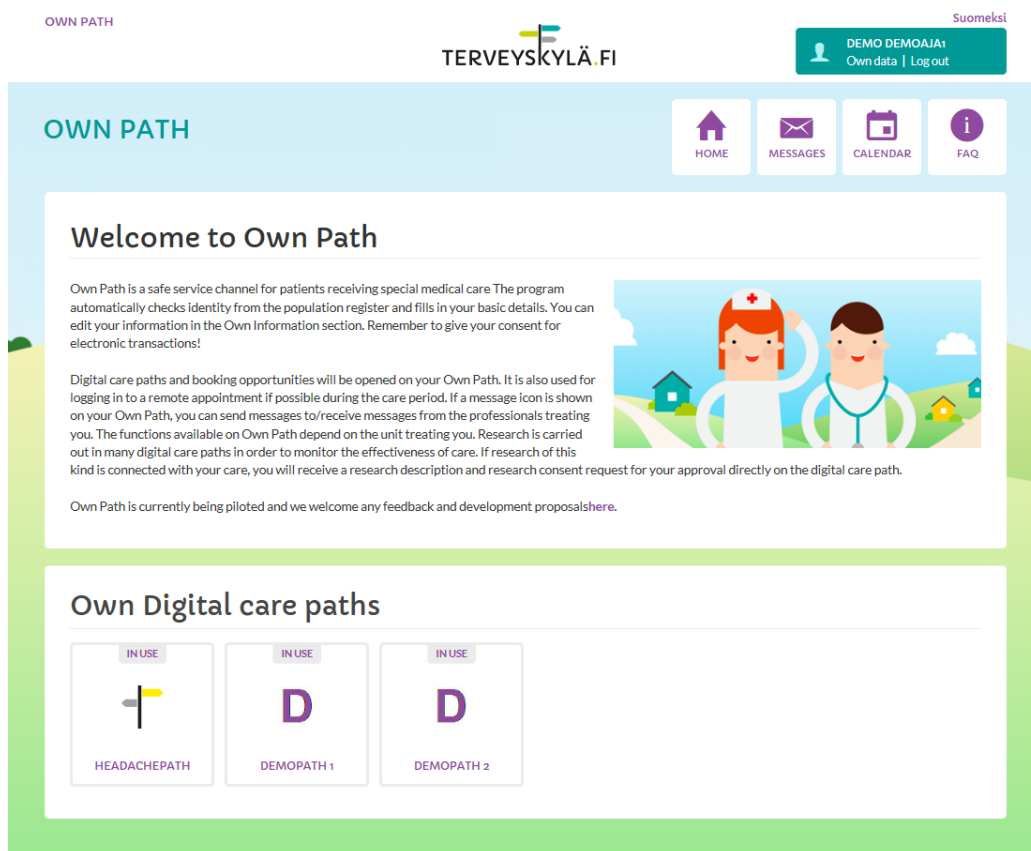 OWN PATH
Suomeksi
TERVEYSKYLÄ.FI
DEMO DEMOAJA1
Own data | Log out
OWN PATH
HOME
MESSAGES
CALENDAR
FAQ
Welcome to Own Path
Own Path is a safe service channel for patients receiving special medical care The program
automatically checks identity from the population register and fills in your basic details. You can
edit your information in the Own Information section. Remember to give your consent for
electronic transactions!
Digital care paths and booking opportunities will be opened on your Own Path. It is also used for
logging in to a remote appointment if possible during the care period. If a message icon is shown
on your Own Path, you can send messages to/receive messages from the professionals treating
you. The functions available on Own Path depend on the unit treating you. Research is carried
out in many digital care paths in order to monitor the effectiveness of care. If research of this
kind is connected with your care, you will receive a research description and research consent request for your approval directly on the digital care path.
Own Path is currently being piloted and we welcome any feedback and development proposalshere.
Own Digital care paths
IN USE
HEADACHEPATH
IN USE
D
DEMOPATH 1
IN USE
D
DEMOPATH 2